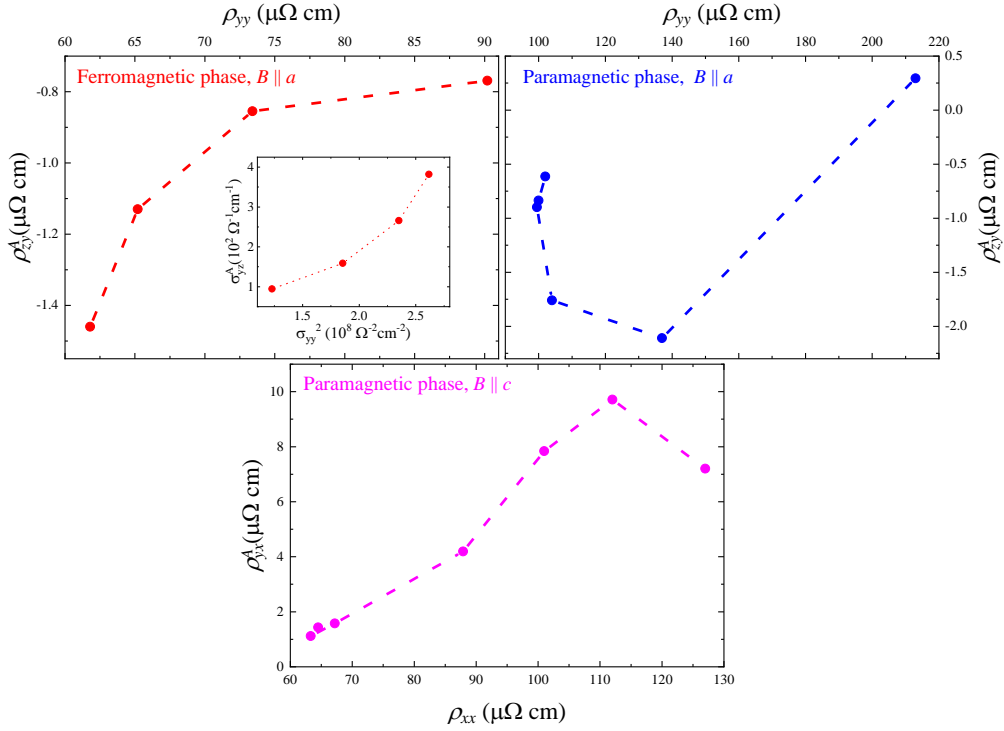 ρyy (μΩ cm)
60 65 70 75 80 85 90
Ferromagnetic phase, B || a
-0.8
-1.0
-1.2
-1.4
ρ^A_zy (μΩ cm)
4
3
2
1
σ^A_yz (10² Ω⁻¹cm⁻¹)
1.5 2.0 2.5
σyy² (10⁸ Ω⁻²cm⁻²)
ρyy (μΩ cm)
100 120 140 160 180 200 220
Paramagnetic phase, B || a
0.5
0.0
-0.5
-1.0
-1.5
-2.0
ρ^A_zy (μΩ cm)
Paramagnetic phase, B || c
10
8
6
4
2
0
ρ^A_yx (μΩ cm)
60 70 80 90 100 110 120 130
ρxx (μΩ cm)